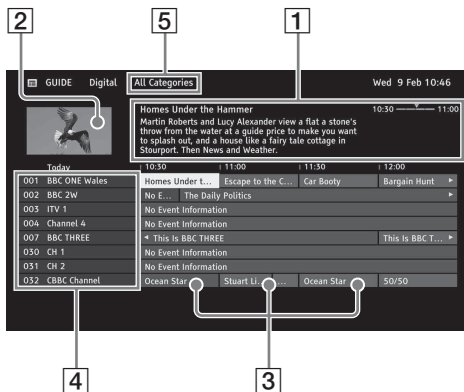 2
5
1
GUIDE Digital All Categories Wed 9 Feb 10:46
Homes Under the Hammer 10:30 11:00
Martin Roberts and Lucy Alexander view a flat a stone's
throw from the water at a guide price to make you want
to splash out, and a house like a fairy tale cottage in
Stourport. Then News and Weather.
Today 10:30 11:00 11:30 12:00
001 BBC ONE Wales Homes Under t... Escape to the C... Car Booty Bargain Hunt
002 BBC 2W No E... The Daily Politics
003 ITV 1 No Event Information
004 Channel 4 No Event Information
007 BBC THREE This Is BBC THREE This Is BBC T...
030 CH 1 No Event Information
031 CH 2 No Event Information
032 CBBC Channel Ocean Star Stuart Li... ... Ocean Star 50/50
4
3